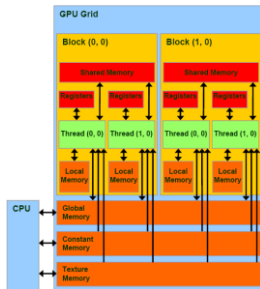 GPU Grid
Block (0, 0)
Block (1, 0)
Shared Memory
Shared Memory
Registers
Registers
Registers
Registers
Thread (0, 0)
Thread (1, 0)
Thread (0, 0)
Thread (1, 0)
Local
Memory
Local
Memory
Local
Memory
Local
Memory
CPU
Global
Memory
Constant
Memory
Texture
Memory